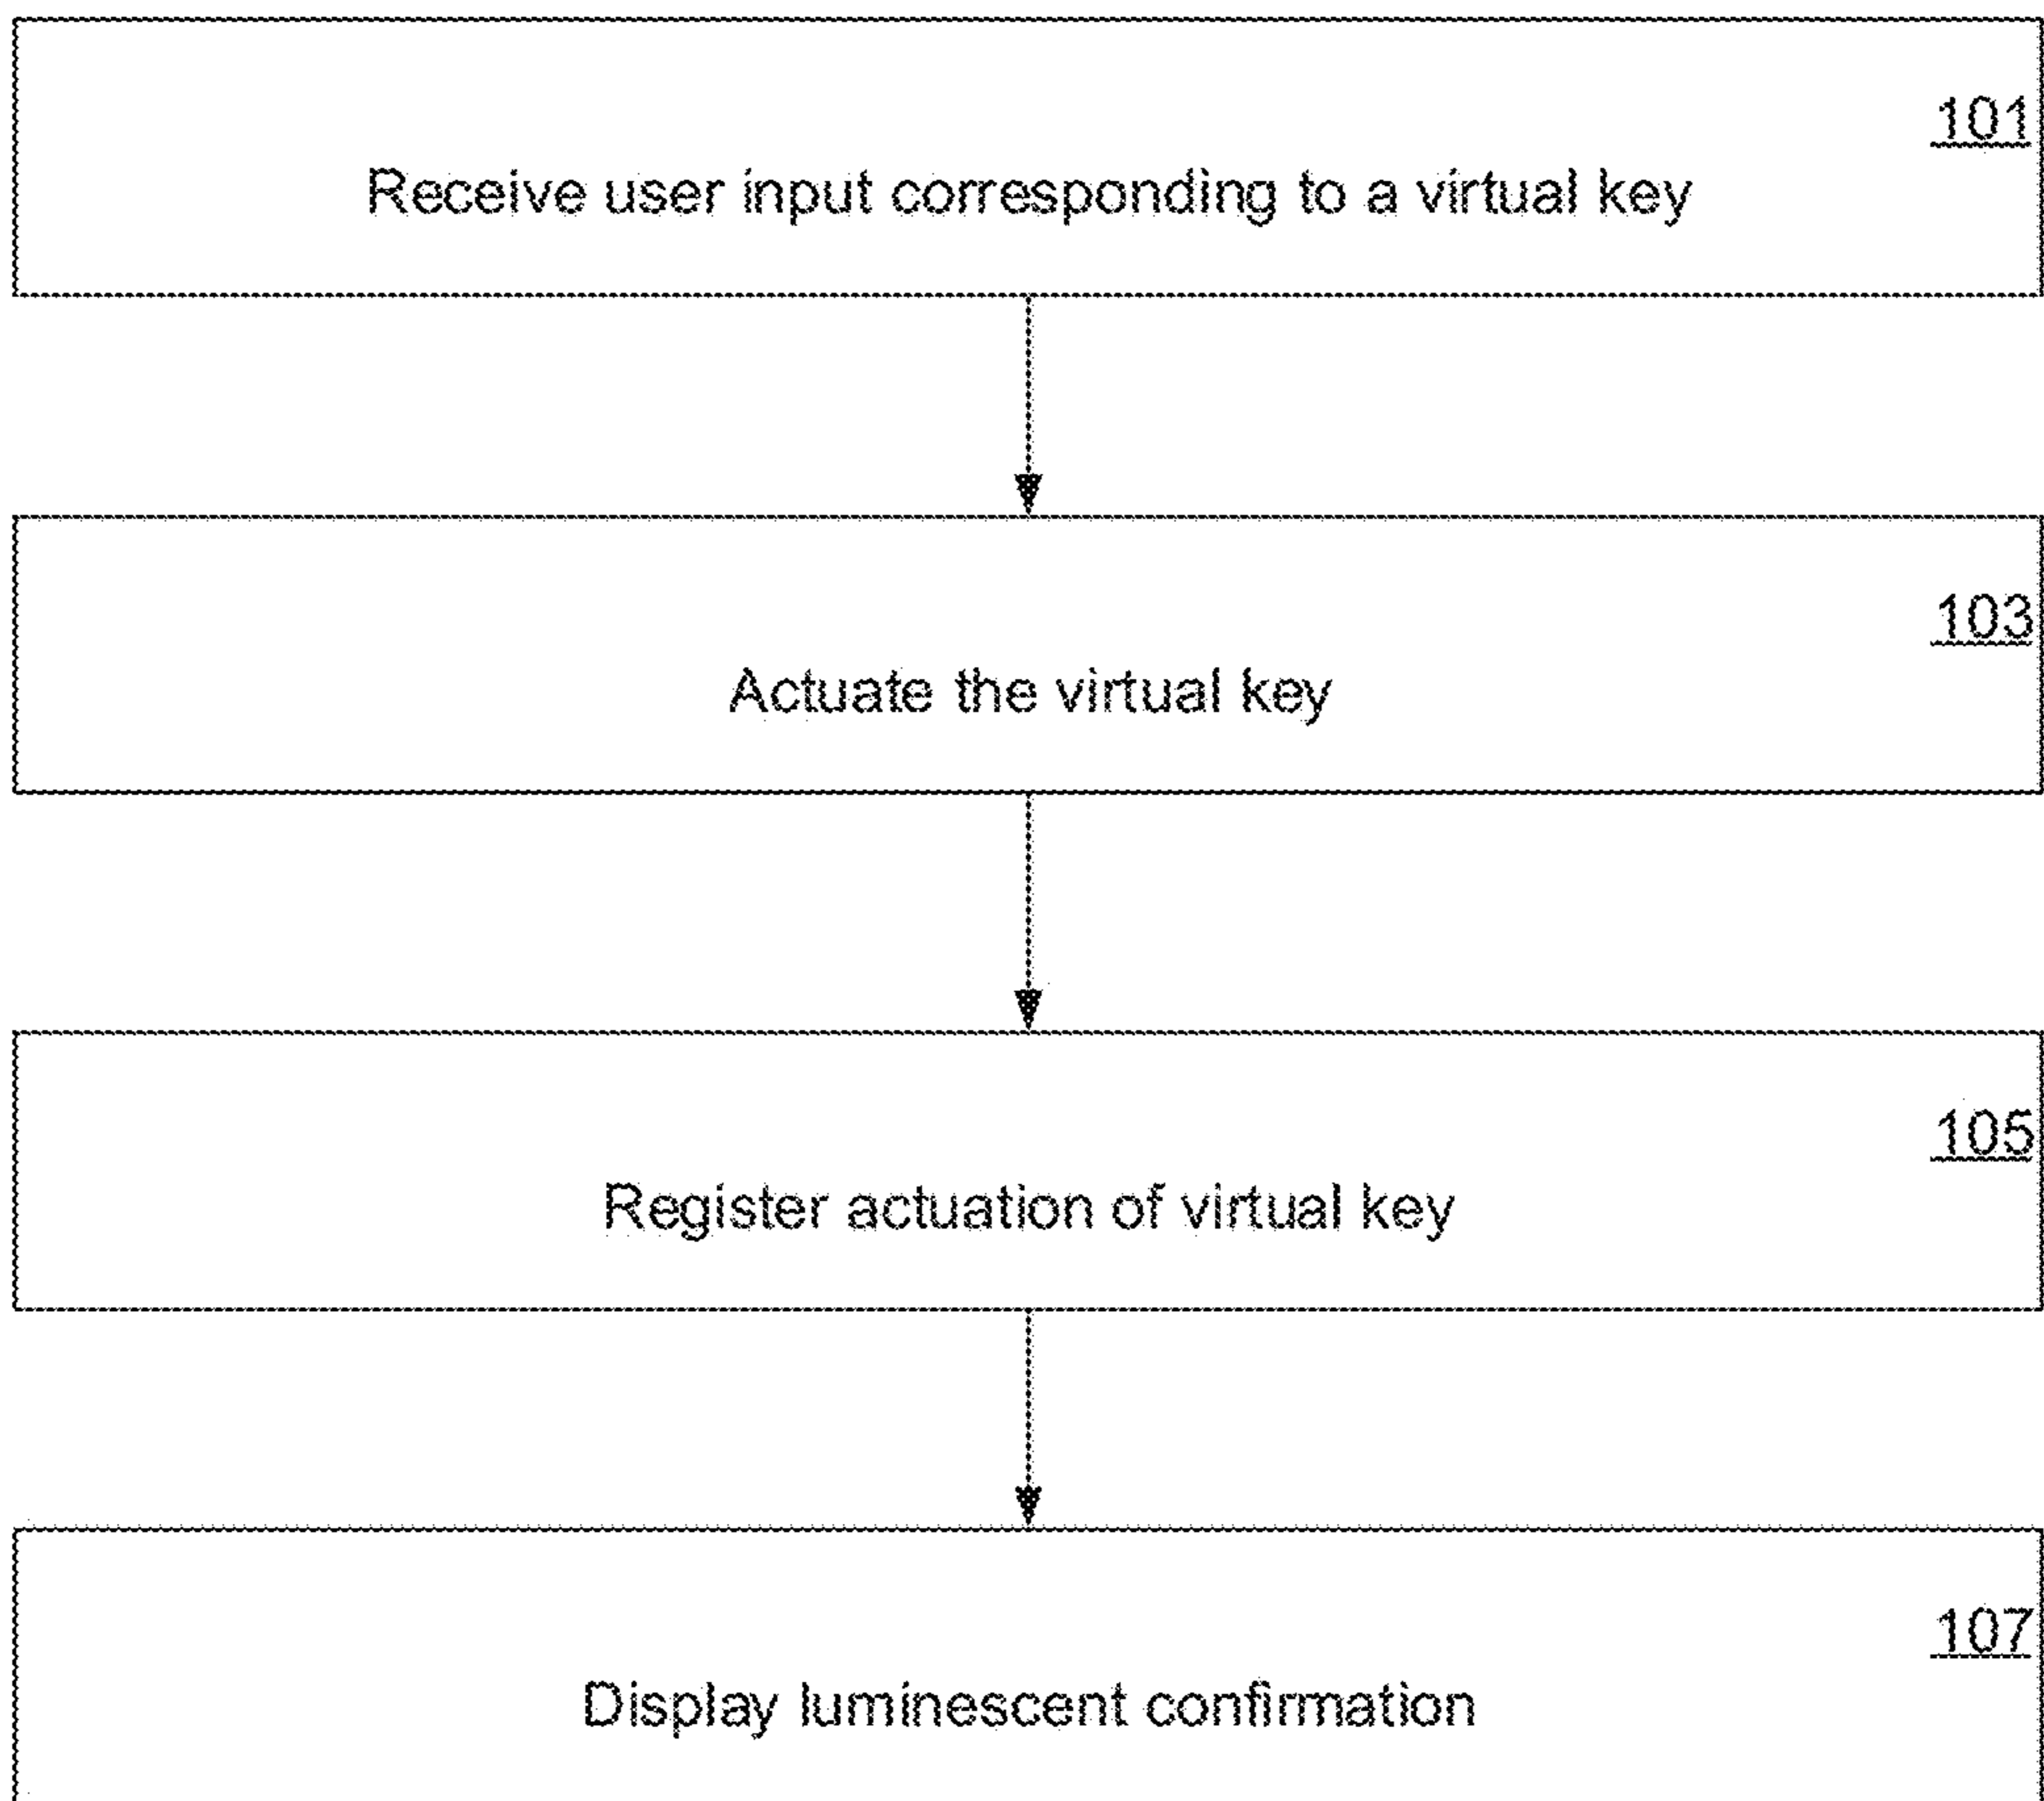 101
Receive user input corresponding to a virtual key
103
Actuate the virtual key
105
Register actuation of virtual key
107
Display luminescent confirmation